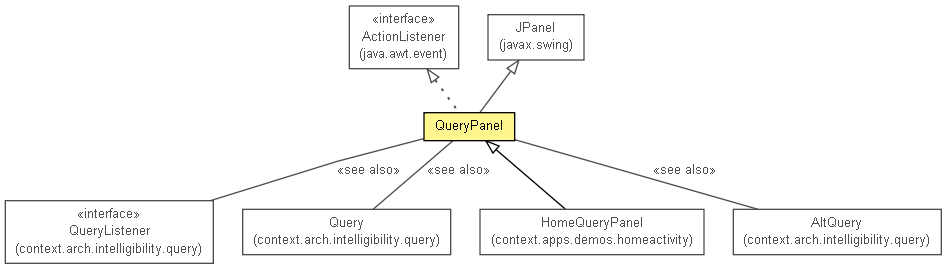 «interface»
ActionListener
(java.awt.event)
JPanel
(javax.swing)
QueryPanel
«see also»
«see also»
«see also»
«interface»
QueryListener
(context.arch.intelligibility.query)
Query
(context.arch.intelligibility.query)
HomeQueryPanel
(context.apps.demos.homeactivity)
AltQuery
(context.arch.intelligibility.query)